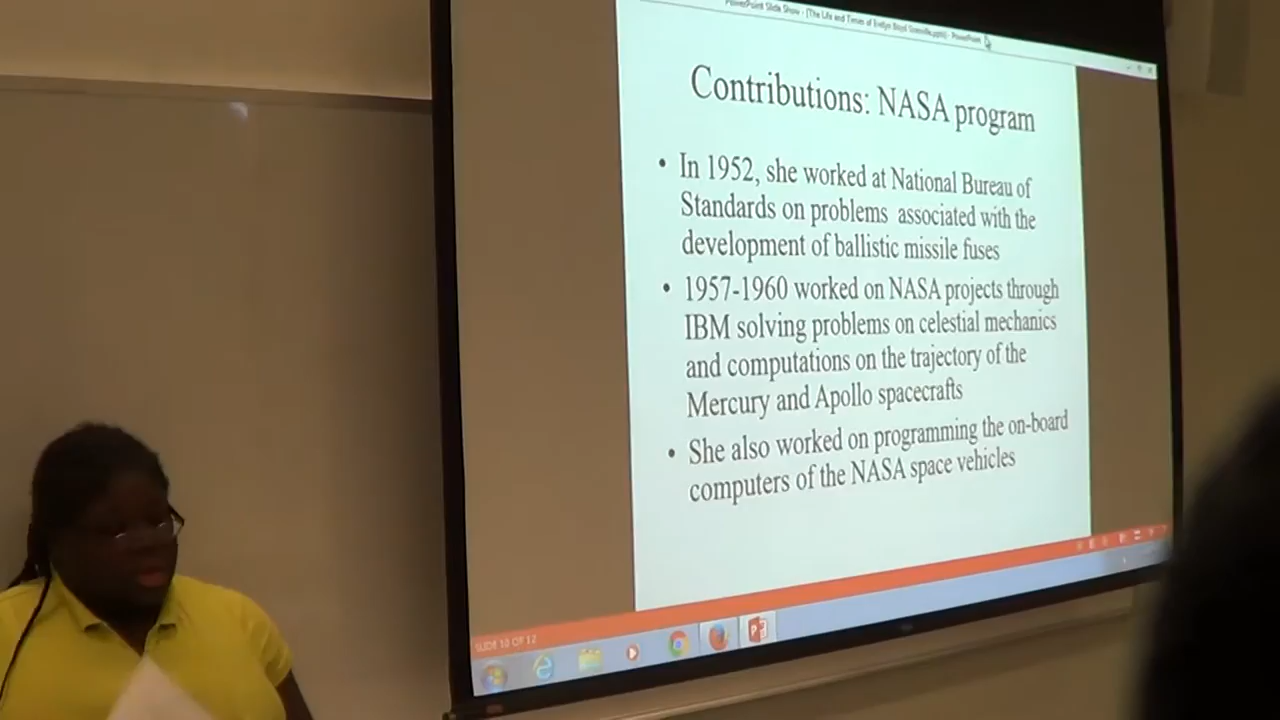 PowerPoint Slide Show - [The Life and Times of Evelyn Boyd Granville.pptx] - PowerPoint
Contributions: NASA program
• In 1952, she worked at National Bureau of
Standards on problems associated with the
development of ballistic missile fuses
• 1957-1960 worked on NASA projects through
IBM solving problems on celestial mechanics
and computations on the trajectory of the
Mercury and Apollo spacecrafts
• She also worked on programming the on-board
computers of the NASA space vehicles
SLIDE 10 OF 12